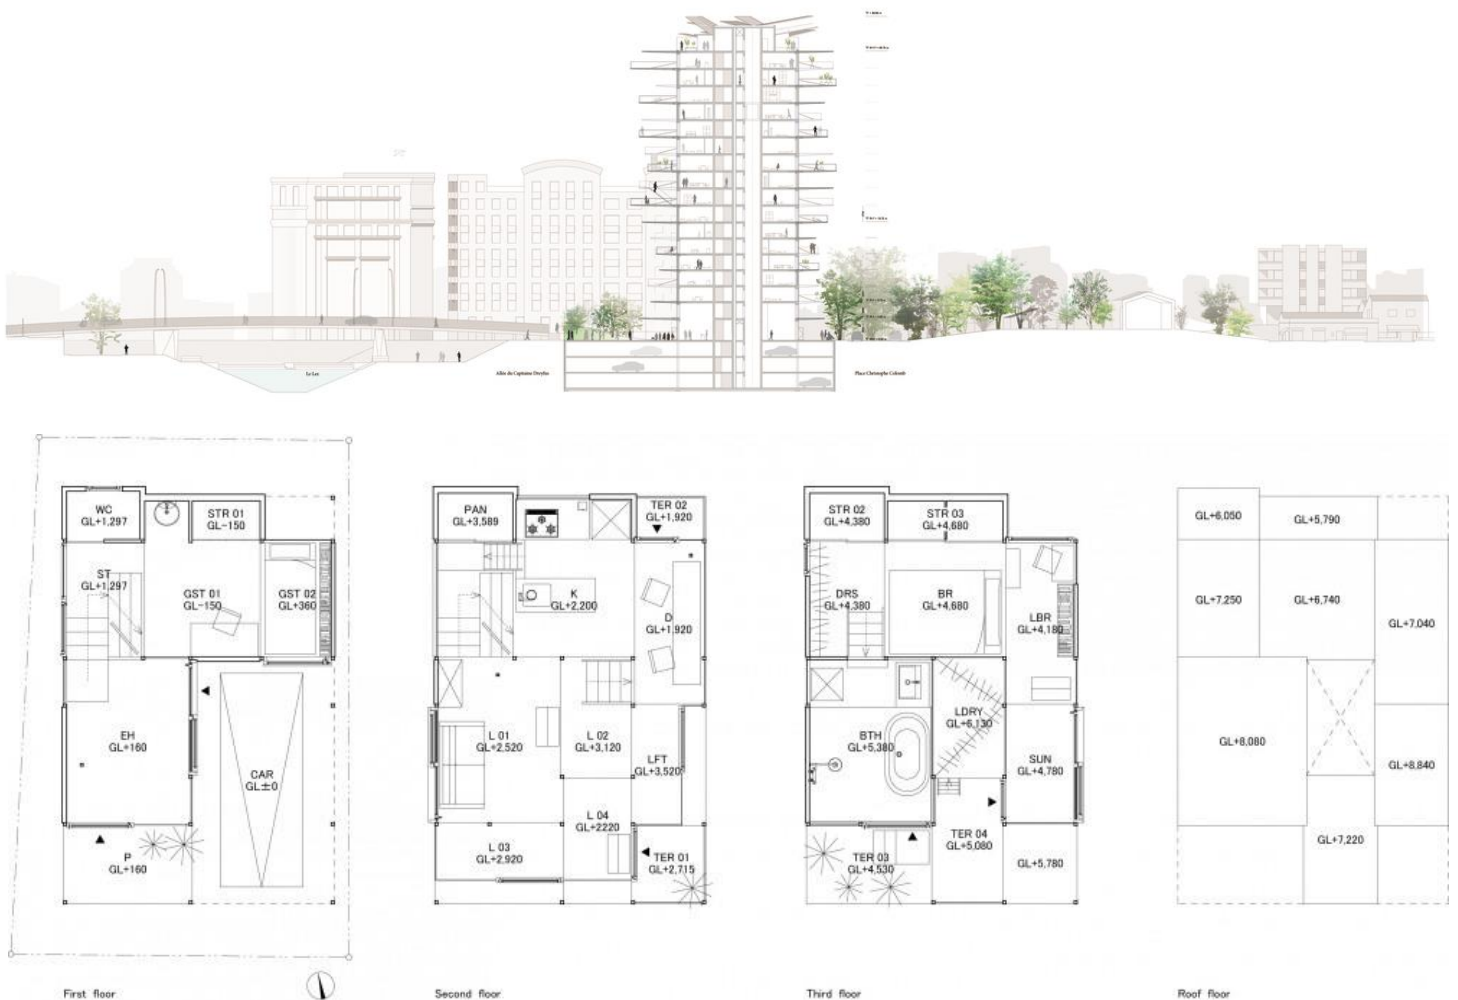 Le Lez
Allée du Capitaine Dreyfus
Place Christophe Colomb
WC
GL+1,297
STR 01
GL-150
ST
GL+1,297
GST 01
GL-150
GST 02
GL+360
EH
GL+160
CAR
GL±0
P
GL+160
First floor
PAN
GL+3,589
TER 02
GL+1,920
K
GL+2,200
D
GL+1,920
L 01
GL+2,520
L 02
GL+3,120
LFT
GL+3,520
L 04
GL+2220
L 03
GL+2,920
TER 01
GL+2,715
Second floor
STR 02
GL+4,380
STR 03
GL+4,680
DRS
GL+4,380
BR
GL+4,680
LBR
GL+4,180
LDRY
GL+6,130
BTH
GL+5,380
SUN
GL+4,780
TER 04
GL+5,080
TER 03
GL+4,530
GL+5,780
Third floor
GL+6,050
GL+5,790
GL+7,250
GL+6,740
GL+7,040
GL+8,080
GL+8,840
GL+7,220
Roof floor